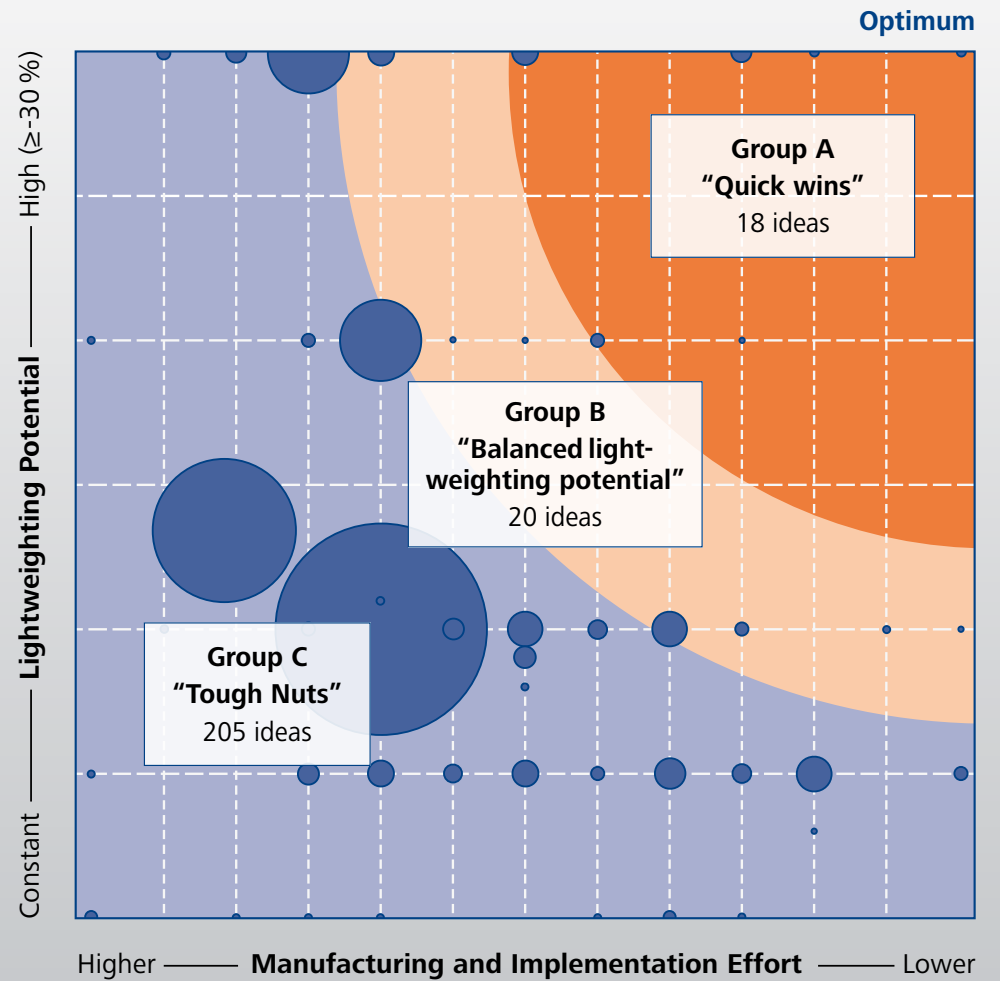 Optimum
High (≥-30 %)
Lightweighting Potential
Constant
Group A
“Quick wins”
18 ideas
Group B
“Balanced light-
weighting potential”
20 ideas
Group C
“Tough Nuts”
205 ideas
Higher
Manufacturing and Implementation Effort
Lower